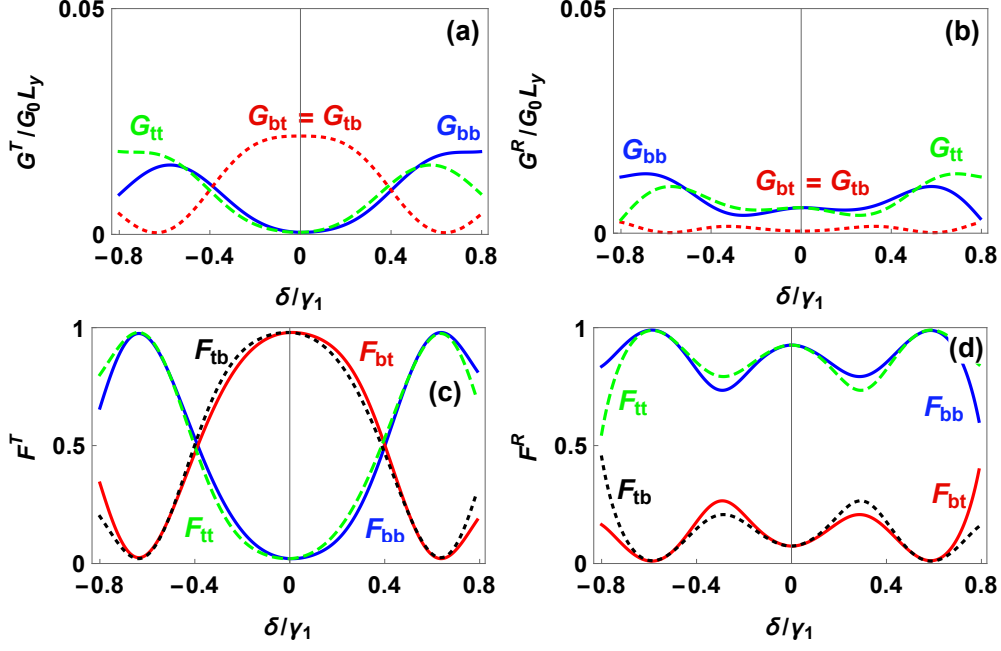 0.05
(a)
G^T/G_0 L_y
G_tt
G_bt = G_tb
G_bb
0
−0.8 −0.4 0 0.4 0.8
δ/γ_1
0.05
(b)
G^R/G_0 L_y
G_bb
G_bt = G_tb
G_tt
0
−0.8 −0.4 0 0.4 0.8
δ/γ_1
1
F_tb
F_bt
(c)
F^T
0.5
F_tt
F_bb
0
−0.8 −0.4 0 0.4 0.8
δ/γ_1
1
(d)
F_tt
F_bb
F^R
0.5
F_tb
F_bt
0
−0.8 −0.4 0 0.4 0.8
δ/γ_1